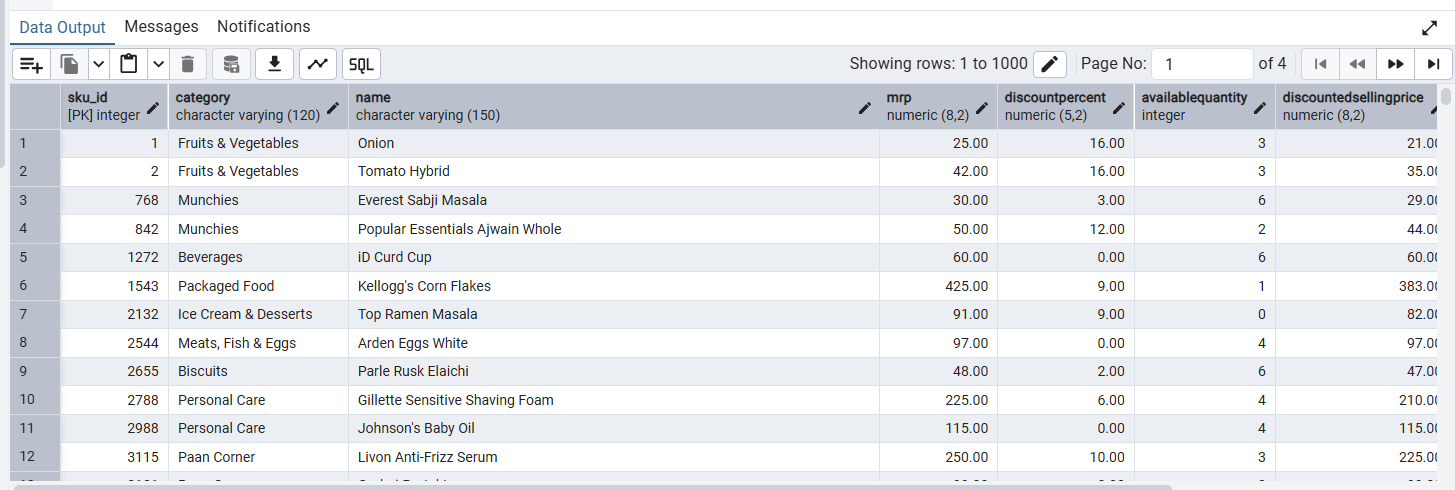 Data Output Messages Notifications
SQL Showing rows: 1 to 1000 Page No: 1 of 4
sku_id category name mrp discountpercent availablequantity discountedsellingprice
[PK] integer character varying (120) character varying (150) numeric (8,2) numeric (5,2) integer numeric (8,2)
1 1 Fruits & Vegetables Onion 25.00 16.00 3 21.00
2 2 Fruits & Vegetables Tomato Hybrid 42.00 16.00 3 35.00
3 768 Munchies Everest Sabji Masala 30.00 3.00 6 29.00
4 842 Munchies Popular Essentials Ajwain Whole 50.00 12.00 2 44.00
5 1272 Beverages iD Curd Cup 60.00 0.00 6 60.00
6 1543 Packaged Food Kellogg's Corn Flakes 425.00 9.00 1 383.00
7 2132 Ice Cream & Desserts Top Ramen Masala 91.00 9.00 0 82.00
8 2544 Meats, Fish & Eggs Arden Eggs White 97.00 0.00 4 97.00
9 2655 Biscuits Parle Rusk Elaichi 48.00 2.00 6 47.00
10 2788 Personal Care Gillette Sensitive Shaving Foam 225.00 6.00 4 210.00
11 2988 Personal Care Johnson's Baby Oil 115.00 0.00 4 115.00
12 3115 Paan Corner Livon Anti-Frizz Serum 250.00 10.00 3 225.00